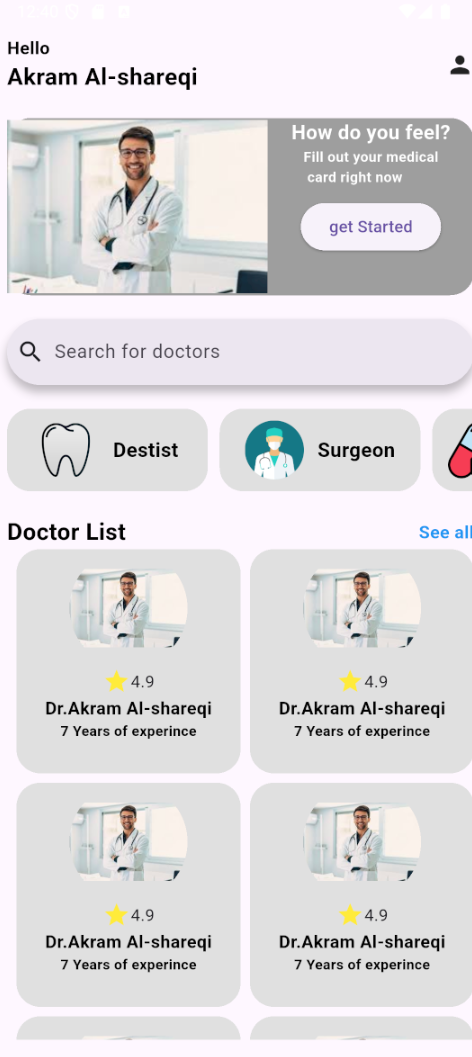 12:40
Hello
Akram Al-shareqi
How do you feel?
Fill out your medical
card right now
get Started
Search for doctors
Destist
Surgeon
Doctor List
See all
4.9
4.9
Dr.Akram Al-shareqi
Dr.Akram Al-shareqi
7 Years of experince
7 Years of experince
4.9
4.9
Dr.Akram Al-shareqi
Dr.Akram Al-shareqi
7 Years of experince
7 Years of experince